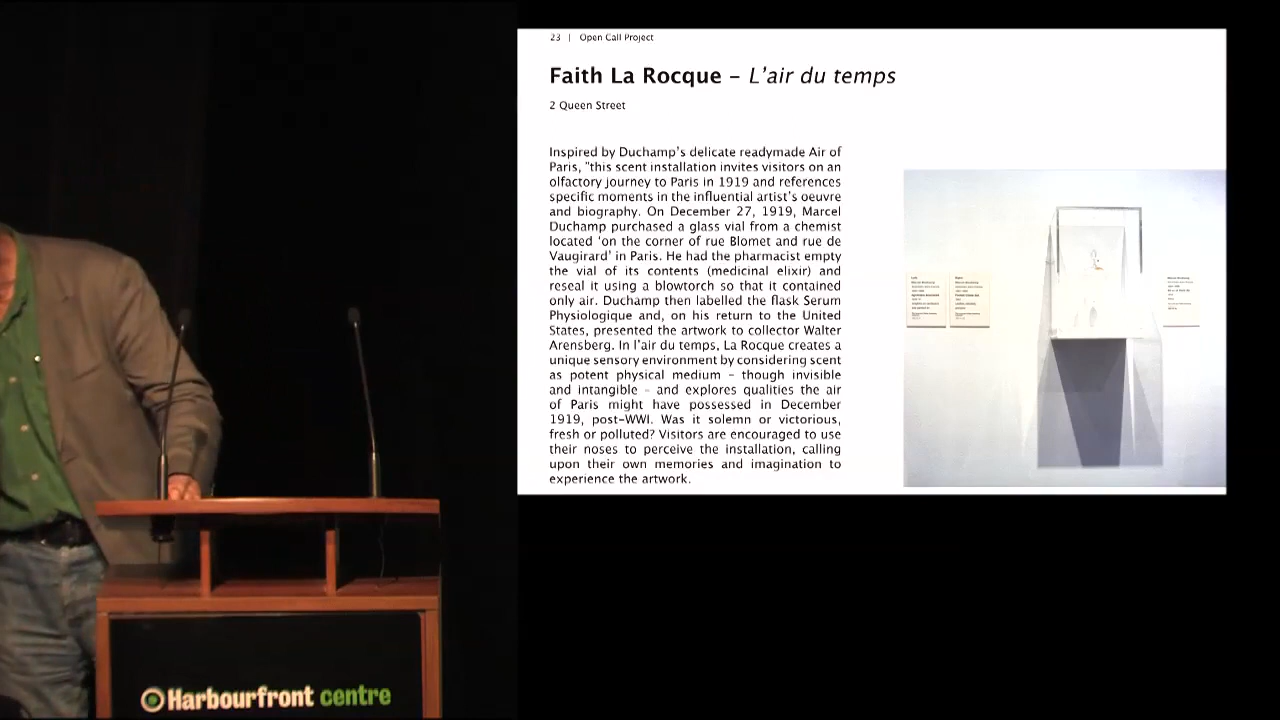 23 | Open Call Project
Faith La Rocque – L’air du temps
2 Queen Street
Inspired by Duchamp’s delicate readymade Air of
Paris, "this scent installation invites visitors on an
olfactory journey to Paris in 1919 and references
specific moments in the influential artist’s oeuvre
and biography. On December 27, 1919, Marcel
Duchamp purchased a glass vial from a chemist
located ‘on the corner of rue Blomet and rue de
Vaugirard’ in Paris. He had the pharmacist empty
the vial of its contents (medicinal elixir) and
reseal it using a blowtorch so that it contained
only air. Duchamp then titled the flask Serum
Physiologique and, on his return to the United
States, presented the artwork to collector Walter
Arensberg. In l’air du temps, La Rocque creates a
unique sensory environment by considering scent
as potent physical medium – though invisible
and intangible – and explores qualities the air
of Paris might have possessed in December
1919, post-WWI. Was it solemn or victorious,
fresh or polluted? Visitors are encouraged to use
their noses to perceive the installation, calling
upon their own memories and imagination to
experience the artwork.
Harbourfront centre